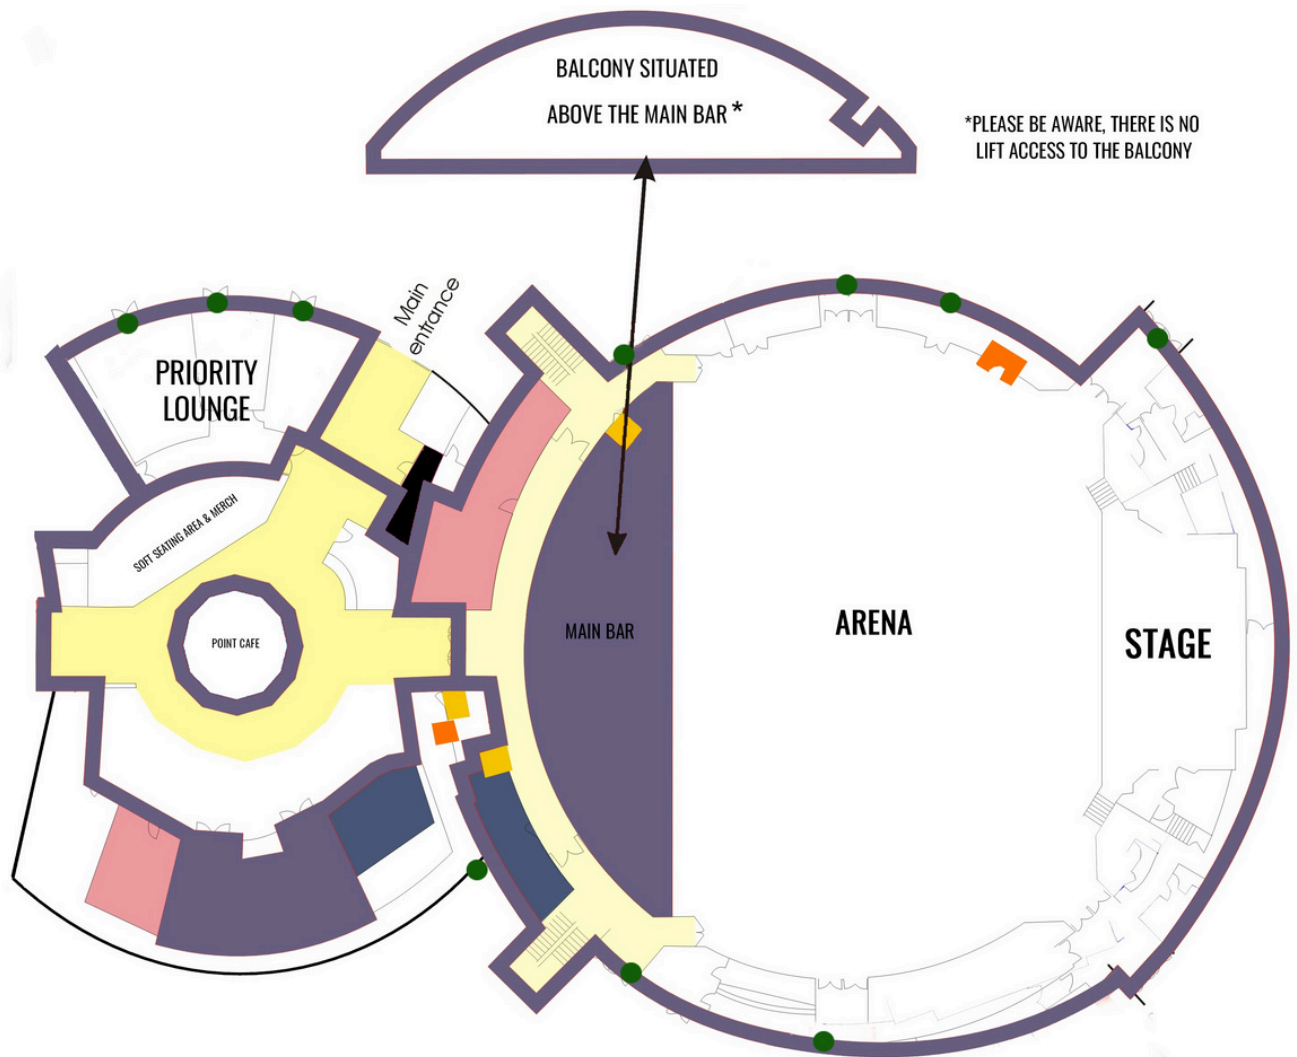 BALCONY SITUATED
ABOVE THE MAIN BAR *
*PLEASE BE AWARE, THERE IS NO
LIFT ACCESS TO THE BALCONY
Main
entrance
PRIORITY
LOUNGE
SOFT SEATING AREA & MERCH
POINT CAFE
MAIN BAR
ARENA
STAGE